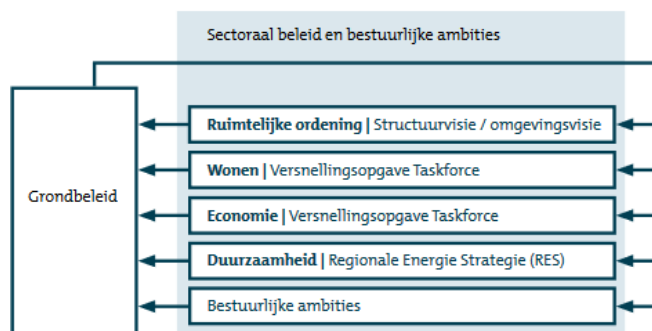 Sectoraal beleid en bestuurlijke ambities
Grondbeleid
Ruimtelijke ordening | Structuurvisie / omgevingsvisie
Wonen | Versnellingsopgave Taskforce
Economie | Versnellingsopgave Taskforce
Duurzaamheid | Regionale Energie Strategie (RES)
Bestuurlijke ambities